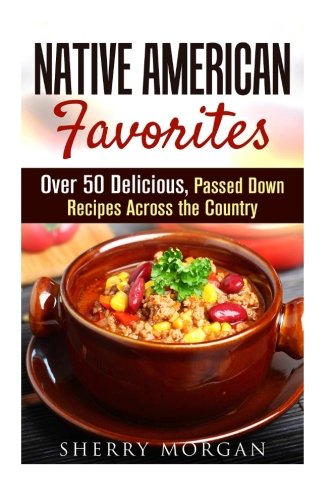 NATIVE AMERICAN
Favorites
Over 50 Delicious, Passed Down
Recipes Across the Country
SHERRY MORGAN